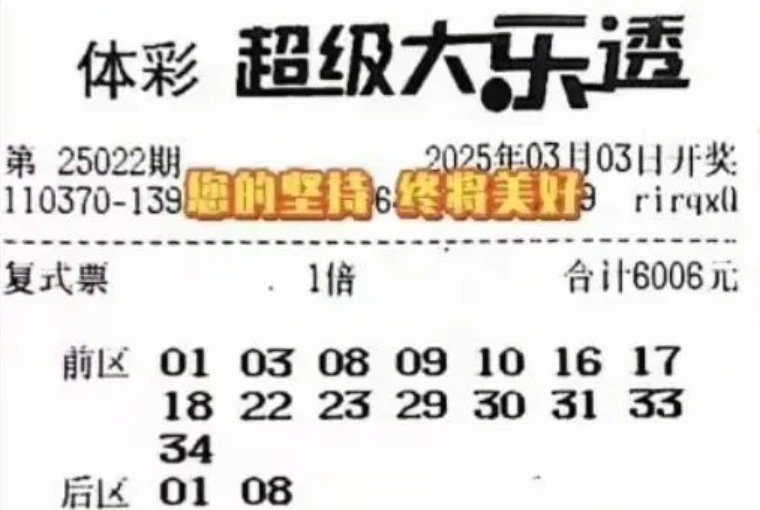 体彩 超级大乐透
第 25022期 2025年03月03日开奖
110370-139 6 9 rirqx0
您的坚持 终将美好
复式票 1倍 合计6006元
前区 01 03 08 09 10 16 17
18 22 23 29 30 31 33
34
后区 01 08